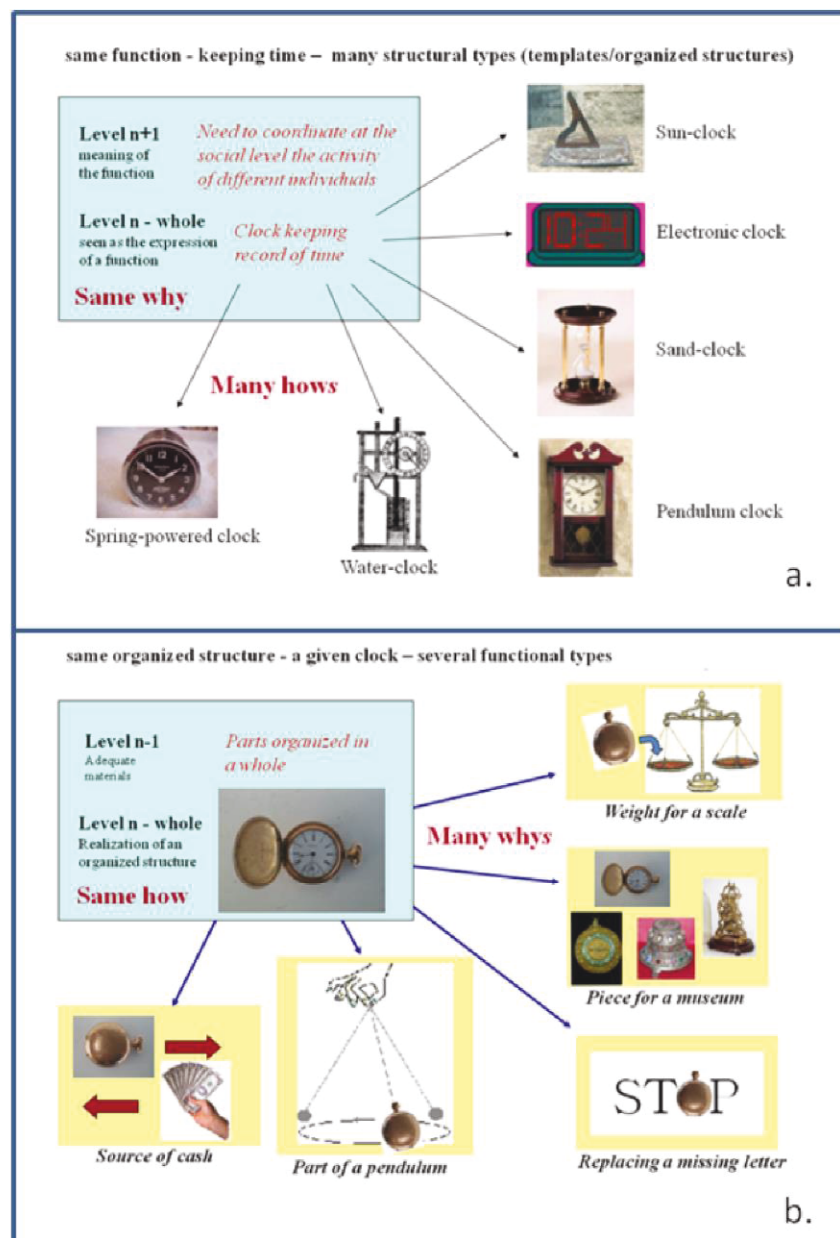 same function - keeping time – many structural types (templates/organized structures)
Level n+1
meaning of
the function
Need to coordinate at the
social level the activity
of different individuals
Level n - whole
seen as the expression
of a function
Clock keeping
record of time
Same why
Many hows
Sun-clock
10:24
Electronic clock
Sand-clock
Pendulum clock
Spring-powered clock
Water-clock
a.
same organized structure - a given clock – several functional types
Level n-1
Adequate
materials
Parts organized in
a whole
Level n - whole
Realization of an
organized structure
Same how
Many whys
Weight for a scale
Piece for a museum
Source of cash
Part of a pendulum
ST P
Replacing a missing letter
b.